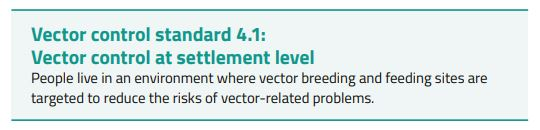 Vector control standard 4.1:
Vector control at settlement level
People live in an environment where vector breeding and feeding sites are
targeted to reduce the risks of vector-related problems.